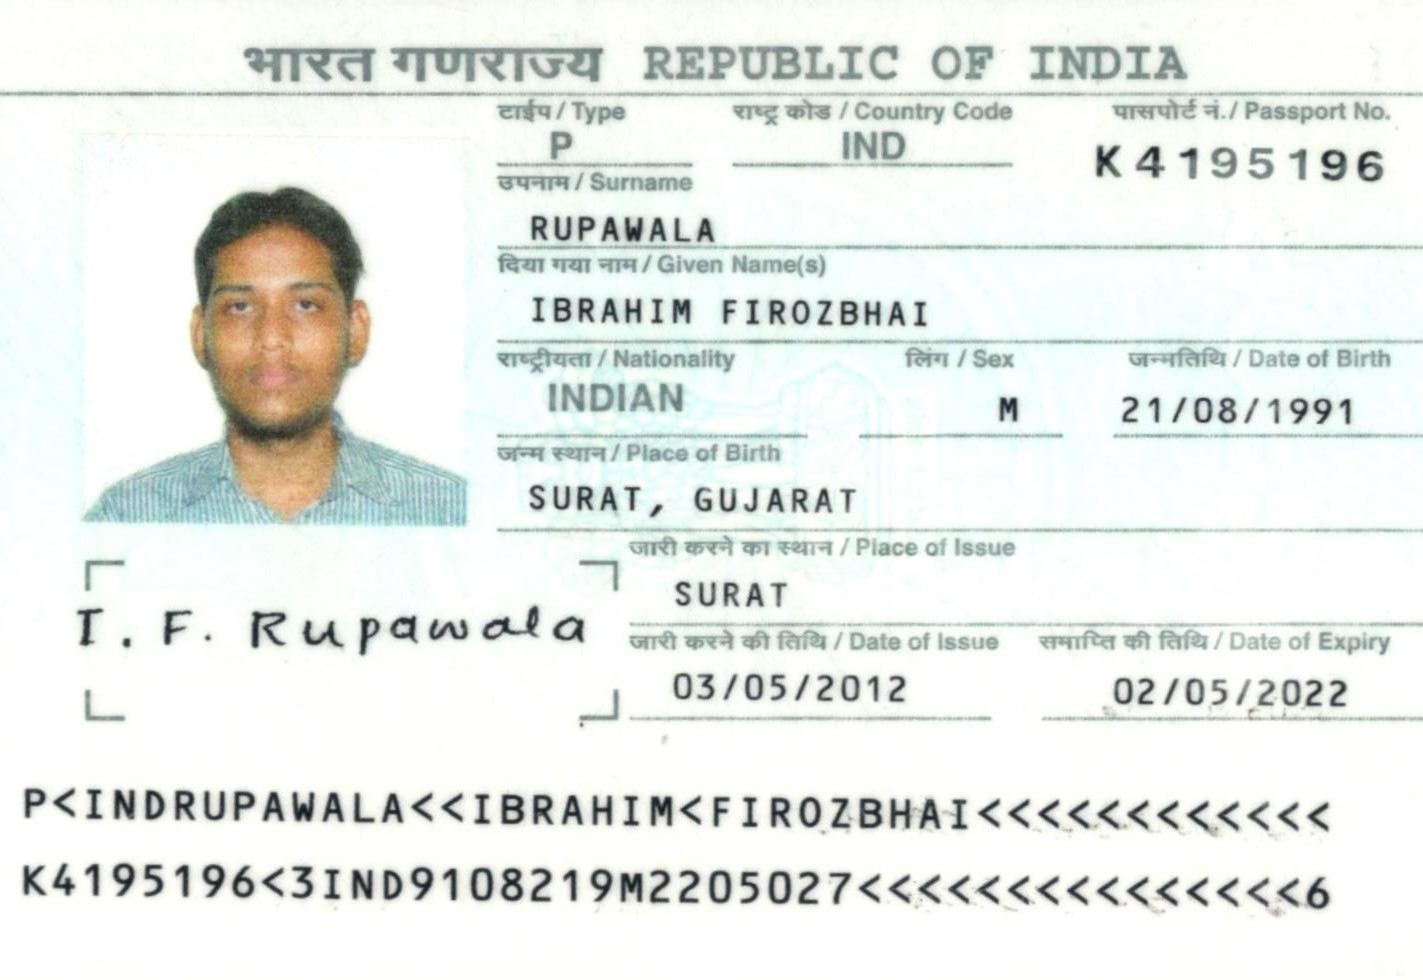 भारत गणराज्य REPUBLIC OF INDIA
टाईप / Type राष्ट्र कोड / Country Code पासपोर्ट नं./ Passport No.
P IND K4195196
उपनाम / Surname
RUPAWALA
दिया गया नाम / Given Name(s)
IBRAHIM FIROZBHAI
राष्ट्रीयता / Nationality लिंग / Sex जन्मतिथि / Date of Birth
INDIAN M 21/08/1991
जन्म स्थान / Place of Birth
SURAT, GUJARAT
जारी करने का स्थान / Place of Issue
SURAT
I. F. Rupawala
जारी करने की तिथि / Date of Issue समाप्ति की तिथि / Date of Expiry
03/05/2012 02/05/2022
P<INDRUPAWALA<<IBRAHIM<FIROZBHAI<<<<<<<<<<<<
K4195196<3IND9108219M2205027<<<<<<<<<<<<<<<6